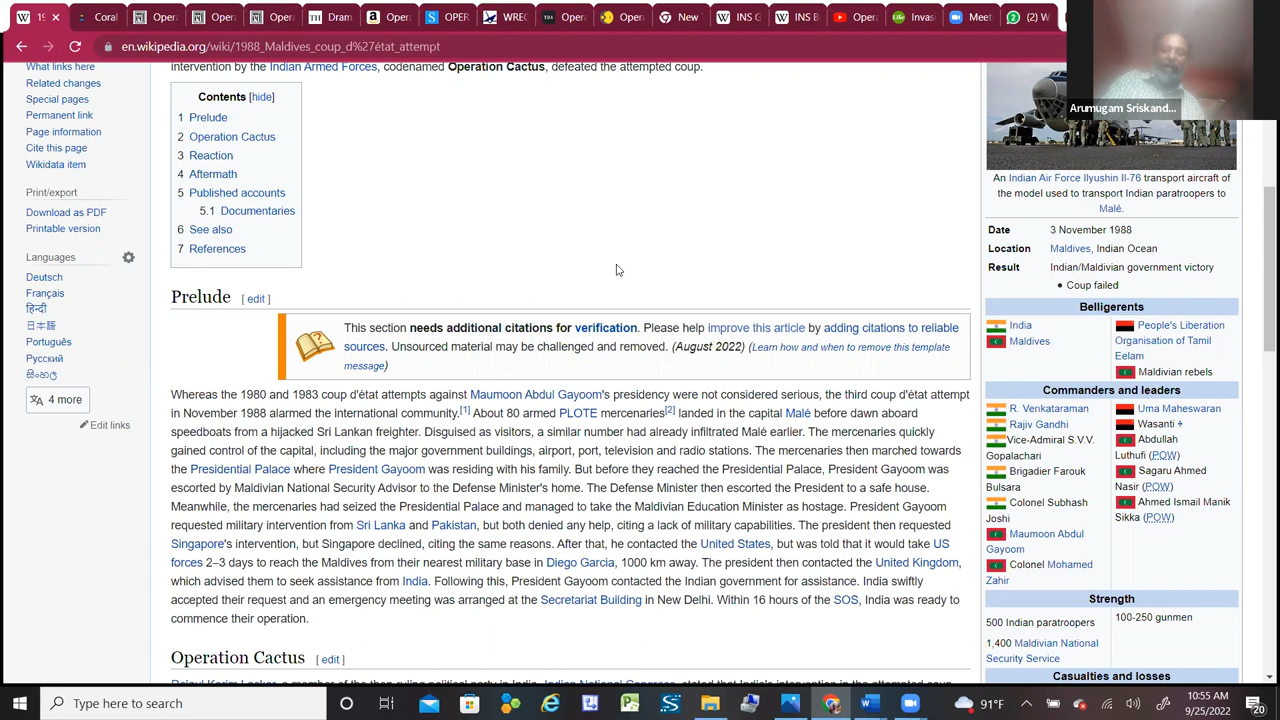 Coral
Oper
Oper
Oper
Dram
Oper
OPER
WREC
Oper
Oper
New
INS G
INS B
Oper
Invas
Meet
(2) W
en.wikipedia.org/wiki/1988_Maldives_coup_d%27état_attempt
Arumugam Sriskand...
What links here
Related changes
Special pages
Permanent link
Page information
Cite this page
Wikidata item
Print/export
Download as PDF
Printable version
Languages
Deutsch
Français
हिन्दी
日本語
Português
Русский
සිංහල
4 more
Edit links
intervention by the Indian Armed Forces, codenamed Operation Cactus, defeated the attempted coup.
Contents [hide]
1 Prelude
2 Operation Cactus
3 Reaction
4 Aftermath
5 Published accounts
5.1 Documentaries
6 See also
7 References
Prelude [ edit ]
This section needs additional citations for verification. Please help improve this article by adding citations to reliable
sources. Unsourced material may be challenged and removed. (August 2022) (Learn how and when to remove this template
message)
Whereas the 1980 and 1983 coup d'état attempts against Maumoon Abdul Gayoom's presidency were not considered serious, the third coup d'état attempt
in November 1988 alarmed the international community.[1] About 80 armed PLOTE mercenaries[2] landed in the capital Malé before dawn aboard
speedboats from a hijacked Sri Lankan freighter. Disguised as visitors, a similar number had already infiltrated Malé earlier. The mercenaries quickly
gained control of the capital, including the major government buildings, airport, port, television and radio stations. The mercenaries then marched towards
the Presidential Palace where President Gayoom was residing with his family. But before they reached the Presidential Palace, President Gayoom was
escorted by Maldivian National Security Advisor to the Defense Minister's home. The Defense Minister then escorted the President to a safe house.
Meanwhile, the mercenaries had seized the Presidential Palace and managed to take the Maldivian Education Minister as hostage. President Gayoom
requested military intervention from Sri Lanka and Pakistan, but both denied any help, citing a lack of military capabilities. The president then requested
Singapore's intervention, but Singapore declined, citing the same reasons. After that, he contacted the United States, but was told that it would take US
forces 2–3 days to reach the Maldives from their nearest military base in Diego Garcia, 1000 km away. The president then contacted the United Kingdom,
which advised them to seek assistance from India. Following this, President Gayoom contacted the Indian government for assistance. India swiftly
accepted their request and an emergency meeting was arranged at the Secretariat Building in New Delhi. Within 16 hours of the SOS, India was ready to
commence their operation.
Operation Cactus [ edit ]
An Indian Air Force Ilyushin Il-76 transport aircraft of
the model used to transport Indian paratroopers to
Malé.
Date 3 November 1988
Location Maldives, Indian Ocean
Result Indian/Maldivian government victory
• Coup failed
Belligerents
India
Maldives
People's Liberation
Organisation of Tamil
Eelam
Maldivian rebels
Commanders and leaders
R. Venkataraman
Rajiv Gandhi
Vice-Admiral S.V.V.
Gopalachari
Brigadier Farouk
Bulsara
Colonel Subhash
Joshi
Maumoon Abdul
Gayoom
Colonel Mohamed
Zahir
Uma Maheswaran
Wasanti
Abdullah
Luthufi (POW)
Sagaru Ahmed
Nasir (POW)
Ahmed Ismail Manik
Sikka (POW)
Strength
500 Indian paratroopers
1,400 Maldivian National
Security Service
100-250 gunmen
Casualties and losses
Type here to search
91°F
10:55 AM
9/25/2022
20